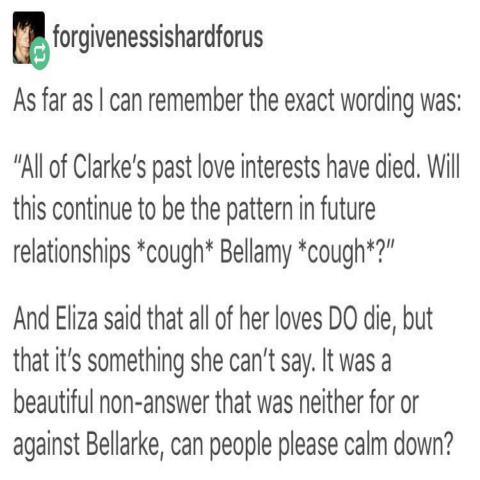 forgivenessishardforus
As far as I can remember the exact wording was:
"All of Clarke's past love interests have died. Will
this continue to be the pattern in future
relationships *cough* Bellamy *cough*?"
And Eliza said that all of her loves DO die, but
that it's something she can't say. It was a
beautiful non-answer that was neither for or
against Bellarke, can people please calm down?